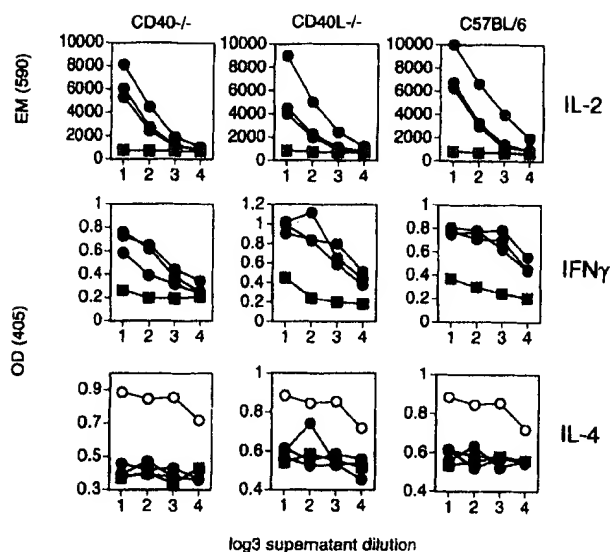 CD40-/- CD40L-/- C57BL/6
EM (590)
10000 8000 6000 4000 2000 0
1 2 3 4
10000 8000 6000 4000 2000 0
1 2 3 4
10000 8000 6000 4000 2000 0
1 2 3 4
IL-2
OD (405)
1 0.8 0.6 0.4 0.2 0
1 2 3 4
1.2 1 0.8 0.6 0.4 0.2 0
1 2 3 4
1 0.8 0.6 0.4 0.2 0
1 2 3 4
IFNγ
0.9 0.7 0.5 0.3
1 2 3 4
1 0.8 0.6 0.4
1 2 3 4
1 0.8 0.6 0.4
1 2 3 4
IL-4
log3 supernatant dilution